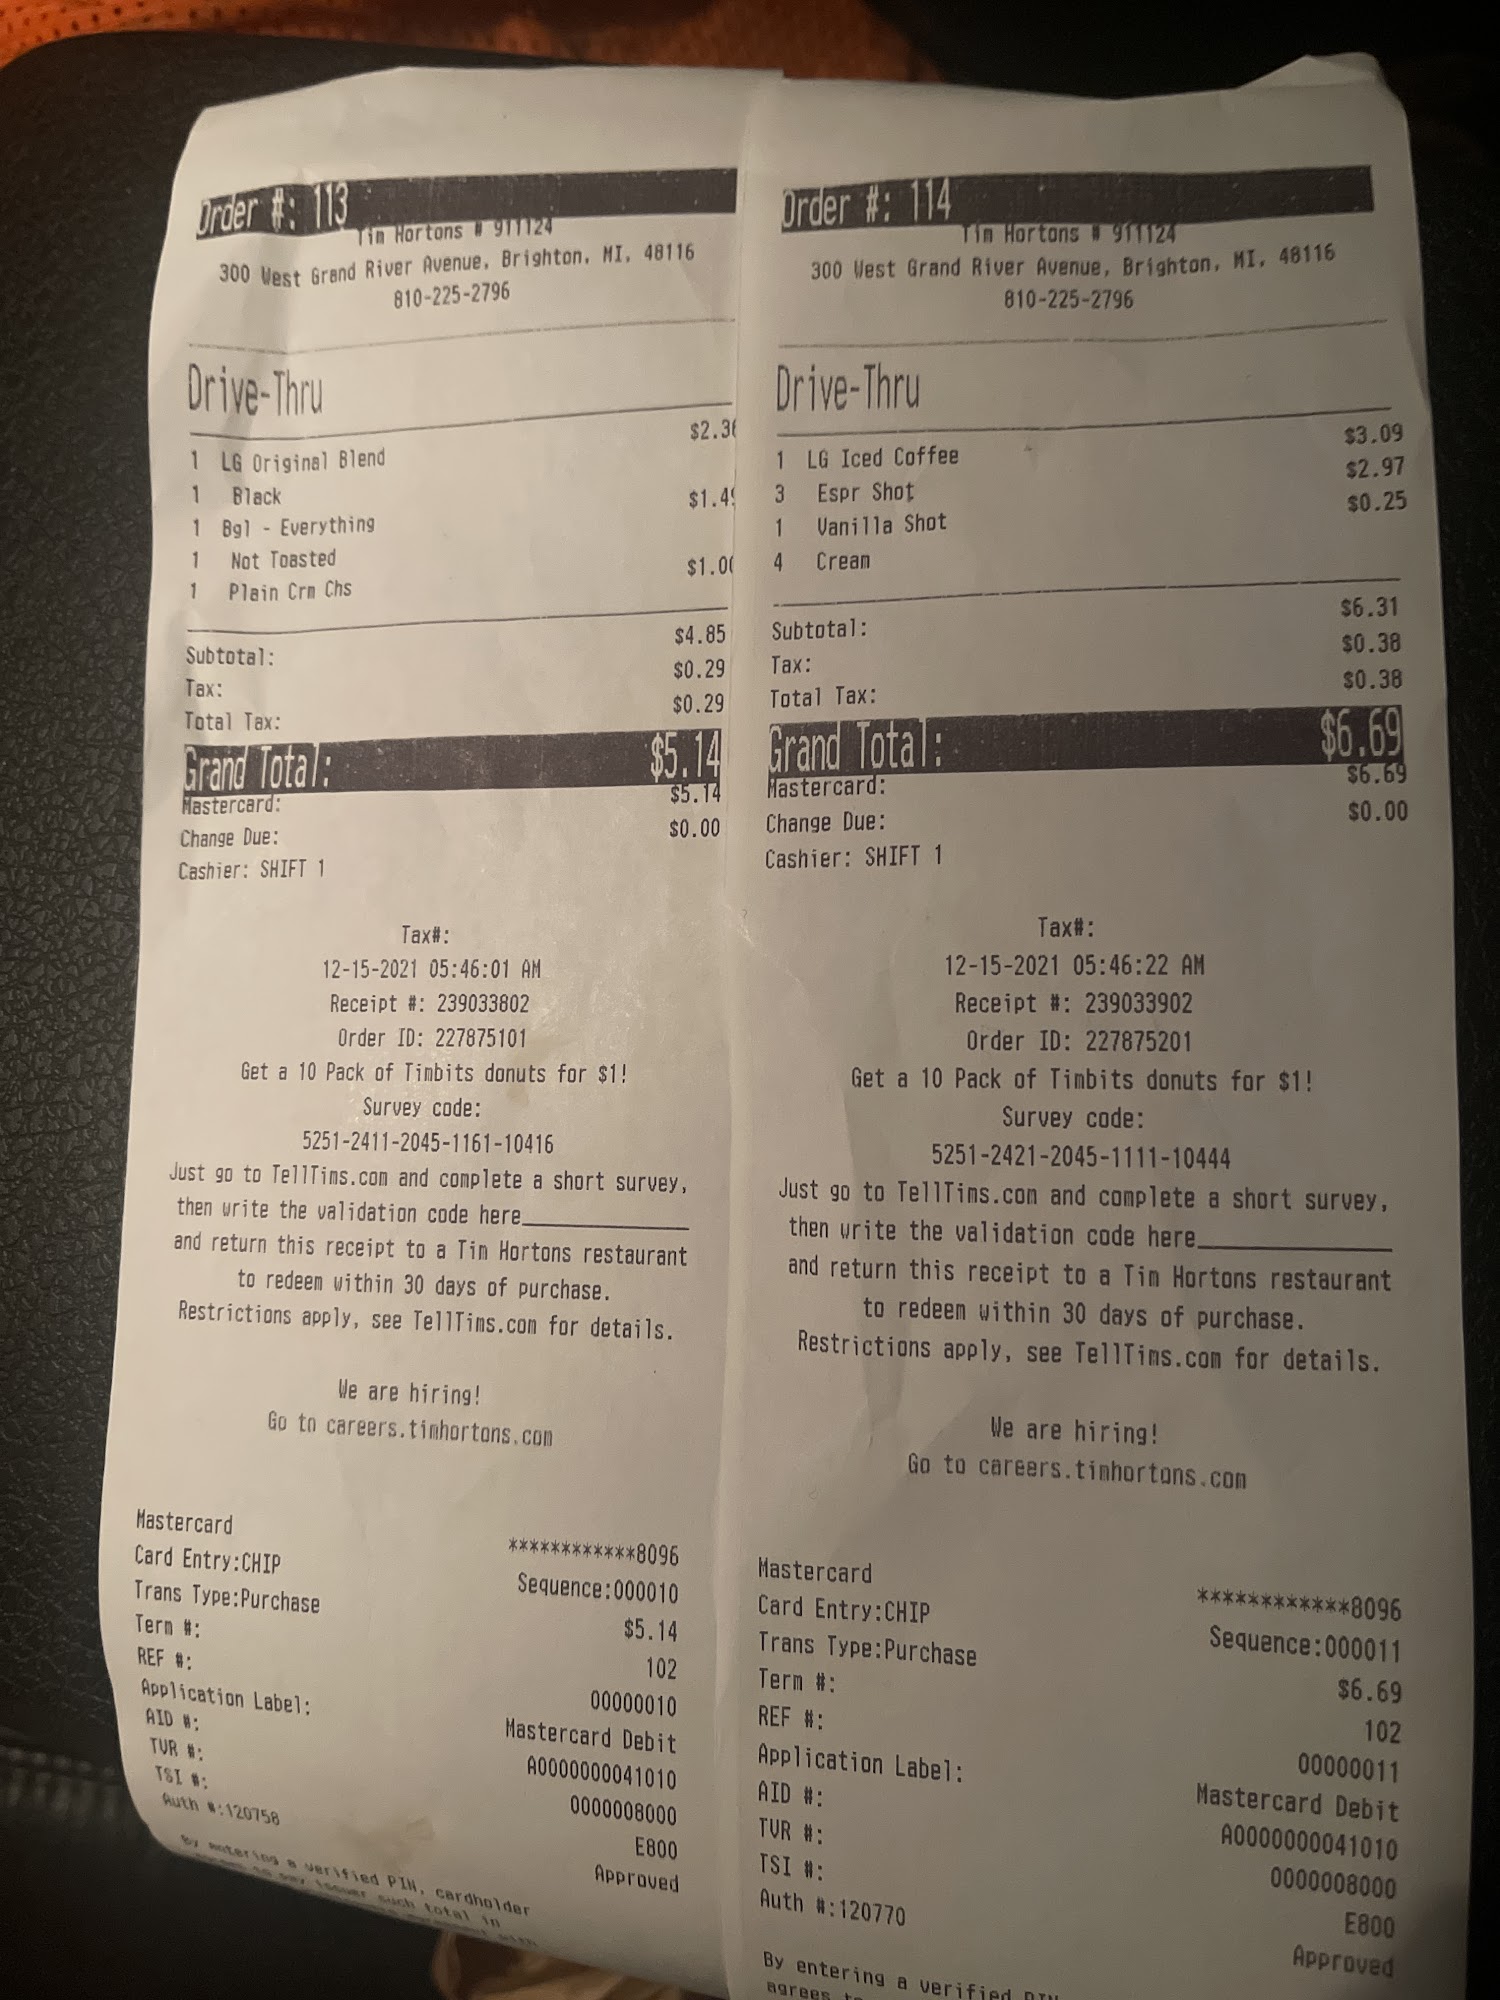 Order #: 113
Tim Hortons # 911124
300 West Grand River Avenue, Brighton, MI, 48116
810-225-2796
Drive-Thru
1 LG Original Blend $2.36
1 Black
1 Bgl - Everything $1.49
1 Not Toasted
1 Plain Crm Chs $1.00
Subtotal: $4.85
Tax: $0.29
Total Tax: $0.29
Grand Total: $5.14
Mastercard: $5.14
Change Due: $0.00
Cashier: SHIFT 1
Tax#:
12-15-2021 05:46:01 AM
Receipt #: 239033802
Order ID: 227875101
Get a 10 Pack of Timbits donuts for $1!
Survey code:
5251-2411-2045-1161-10416
Just go to TellTims.com and complete a short survey,
then write the validation code here
and return this receipt to a Tim Hortons restaurant
to redeem within 30 days of purchase.
Restrictions apply, see TellTims.com for details.
We are hiring!
Go to careers.timhortons.com
Mastercard ************8096
Card Entry:CHIP Sequence:000010
Trans Type:Purchase $5.14
Term #: 102
REF #: 00000010
Application Label: Mastercard Debit
AID #: A0000000041010
TVR #: 0000008000
TSI #: E800
Auth #:120758 Approved
By entering a verified PIN, cardholder
such total in
Order #: 114
Tim Hortons # 911124
300 West Grand River Avenue, Brighton, MI, 48116
810-225-2796
Drive-Thru
1 LG Iced Coffee $3.09
3 Espr Shot $2.97
1 Vanilla Shot $0.25
4 Cream
Subtotal: $6.31
Tax: $0.38
Total Tax: $0.38
Grand Total: $6.69
Mastercard: $6.69
Change Due: $0.00
Cashier: SHIFT 1
Tax#:
12-15-2021 05:46:22 AM
Receipt #: 239033902
Order ID: 227875201
Get a 10 Pack of Timbits donuts for $1!
Survey code:
5251-2421-2045-1111-10444
Just go to TellTims.com and complete a short survey,
then write the validation code here
and return this receipt to a Tim Hortons restaurant
to redeem within 30 days of purchase.
Restrictions apply, see TellTims.com for details.
We are hiring!
Go to careers.timhortons.com
Mastercard ************8096
Card Entry:CHIP Sequence:000011
Trans Type:Purchase $6.69
Term #: 102
REF #: 00000011
Application Label: Mastercard Debit
AID #: A0000000041010
TVR #: 0000008000
TSI #: E800
Auth #:120770 Approved
By entering a verified PIN
agrees